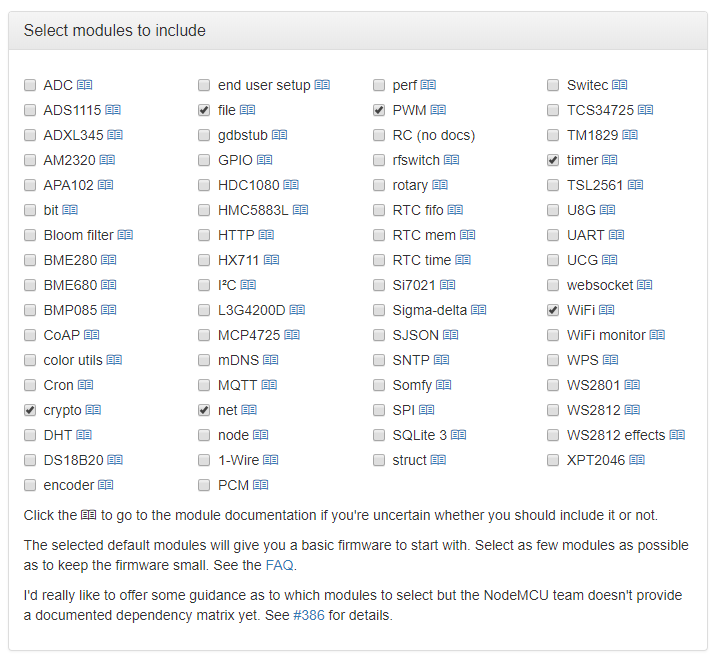 Select modules to include
ADC
ADS1115
ADXL345
AM2320
APA102
bit
Bloom filter
BME280
BME680
BMP085
CoAP
color utils
Cron
crypto
DHT
DS18B20
encoder
end user setup
file
gdbstub
GPIO
HDC1080
HMC5883L
HTTP
HX711
I²C
L3G4200D
MCP4725
mDNS
MQTT
net
node
1-Wire
PCM
perf
PWM
RC (no docs)
rfswitch
rotary
RTC fifo
RTC mem
RTC time
Si7021
Sigma-delta
SJSON
SNTP
Somfy
SPI
SQLite 3
struct
Switec
TCS34725
TM1829
timer
TSL2561
U8G
UART
UCG
websocket
WiFi
WiFi monitor
WPS
WS2801
WS2812
WS2812 effects
XPT2046
Click the to go to the module documentation if you're uncertain whether you should include it or not.
The selected default modules will give you a basic firmware to start with. Select as few modules as possible
as to keep the firmware small. See the FAQ.
I'd really like to offer some guidance as to which modules to select but the NodeMCU team doesn't provide
a documented dependency matrix yet. See #386 for details.